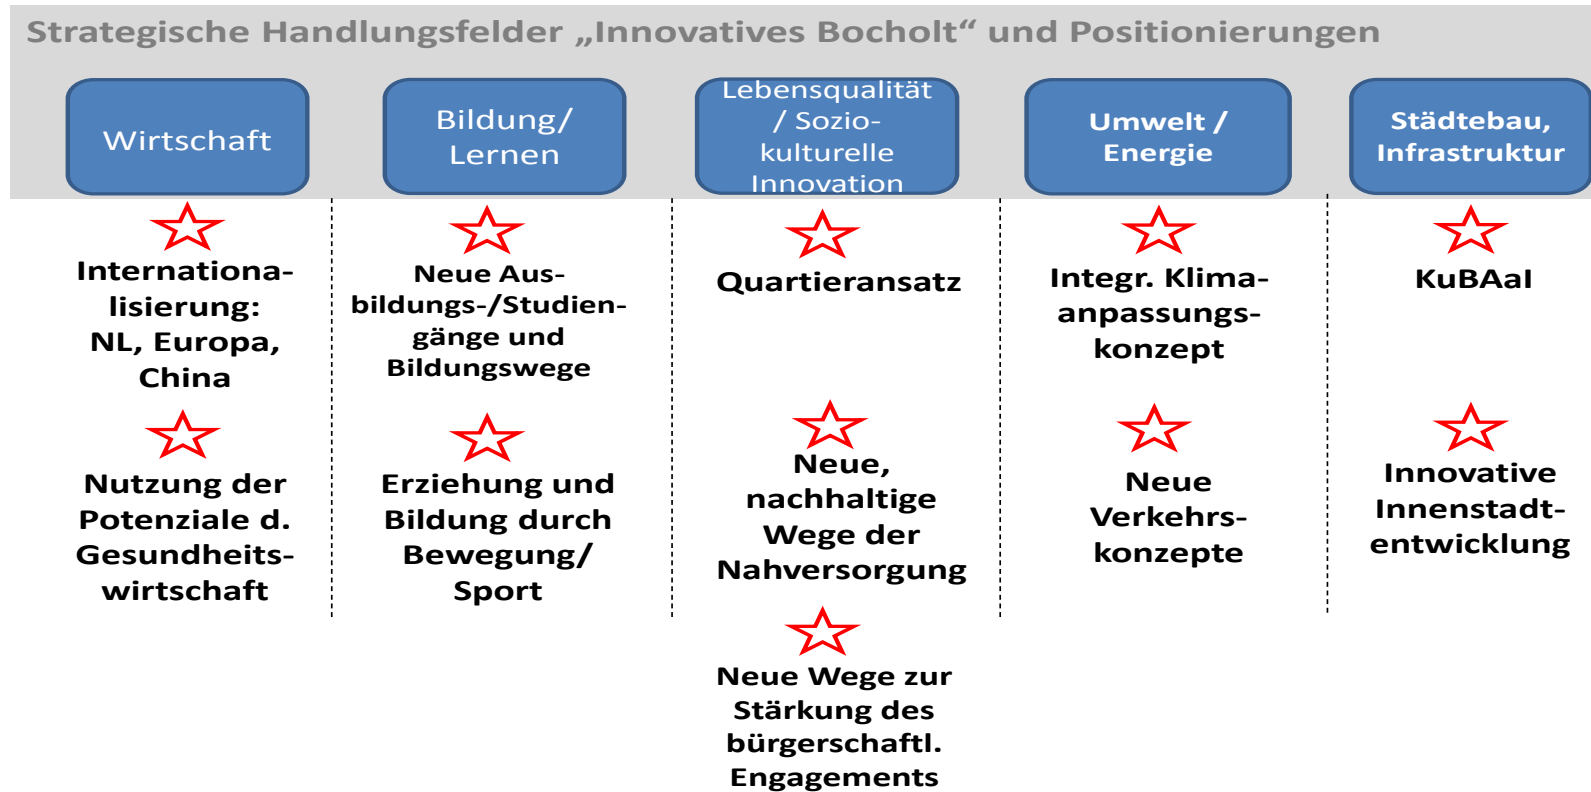 Strategische Handlungsfelder „Innovatives Bocholt“ und Positionierungen
Wirtschaft
Internationa-
lisierung:
NL, Europa,
China
Nutzung der
Potenziale d.
Gesundheits-
wirtschaft
Bildung/
Lernen
Neue Aus-
bildungs-/Studien-
gänge und
Bildungswege
Erziehung und
Bildung durch
Bewegung/
Sport
Lebensqualität
/ Sozio-
kulturelle
Innovation
Quartieransatz
Neue,
nachhaltige
Wege der
Nahversorgung
Neue Wege zur
Stärkung des
bürgerschaftl.
Engagements
Umwelt /
Energie
Integr. Klima-
anpassungs-
konzept
Neue
Verkehrs-
konzepte
Städtebau,
Infrastruktur
KuBAaI
Innovative
Innenstadt-
entwicklung